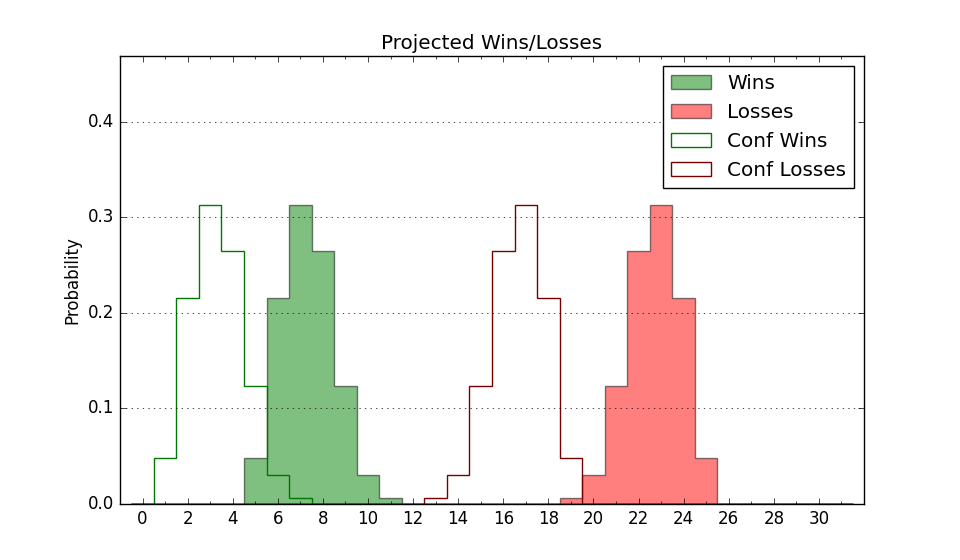 Projected Wins/Losses
Wins
Losses
Conf Wins
Conf Losses
Probability
0.4
0.3
0.2
0.1
0.0
0 2 4 6 8 10 12 14 16 18 20 22 24 26 28 30